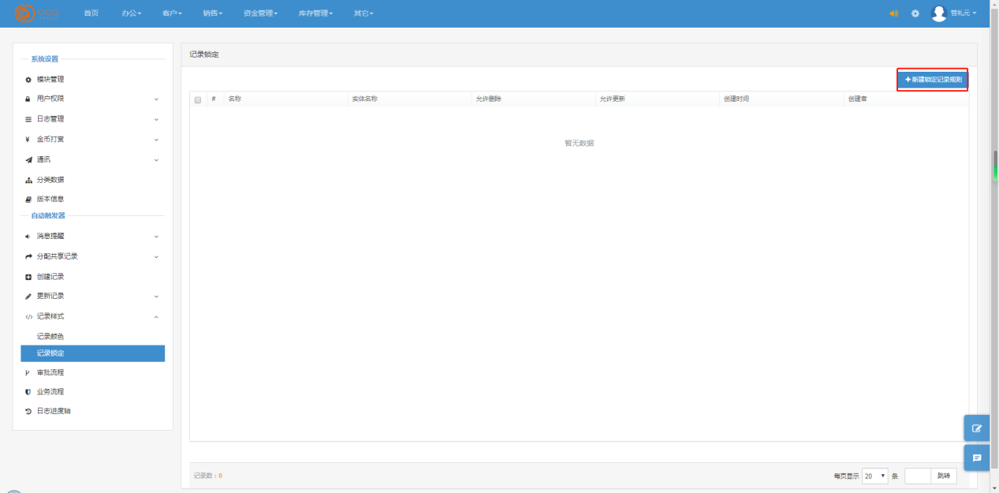 首页 办公 客户 销售 资金管理 库存管理 其它 管礼元
系统设置
模块管理
用户权限
日志管理
金币打赏
通讯
分类数据
版本信息
自动触发器
消息提醒
分配共享记录
创建记录
更新记录
记录样式
记录颜色
记录锁定
审批流程
业务流程
日志进度轴
记录锁定
+新建锁定记录规则
# 名称 实体名称 允许删除 允许更新 创建时间 创建者
暂无数据
记录数：0
每页显示 20 条 跳转